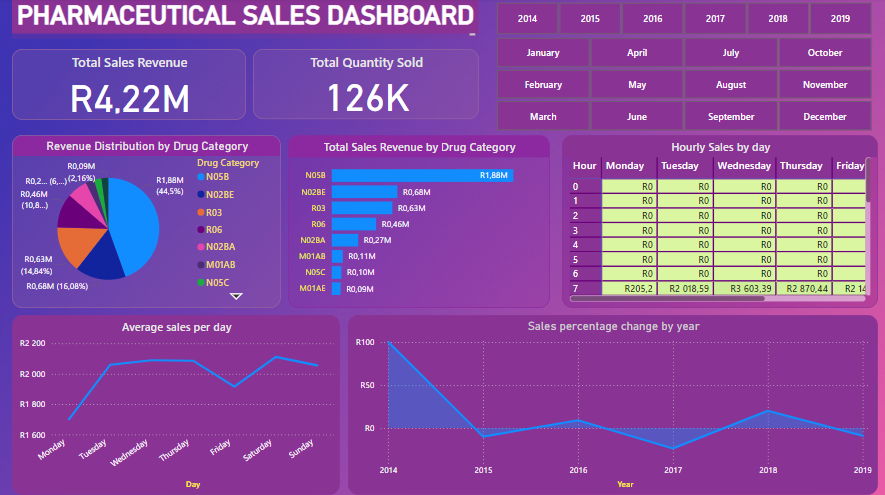 PHARMACEUTICAL SALES DASHBOARD
2014 2015 2016 2017 2018 2019
January April July October
February May August November
March June September December
Total Sales Revenue
R4,22M
Total Quantity Sold
126K
Revenue Distribution by Drug Category
R0,09M
(2,16%)
R0,2... (6,...)
R0,46M
(10,8...)
R0,63M
(14,84%)
R0,68M (16,08%)
R1,88M
(44,5%)
Drug Category
N05B
N02BE
R03
R06
N02BA
M01AB
N05C
Total Sales Revenue by Drug Category
N05B R1,88M
N02BE R0,68M
R03 R0,63M
R06 R0,46M
N02BA R0,27M
M01AB R0,11M
N05C R0,10M
M01AE R0,09M
Hourly Sales by day
Hour Monday Tuesday Wednesday Thursday Friday
0 R0 R0 R0 R0
1 R0 R0 R0 R0
2 R0 R0 R0 R0
3 R0 R0 R0 R0
4 R0 R0 R0 R0
5 R0 R0 R0 R0
6 R0 R0 R0 R0
7 R205,2 R2 018,59 R3 603,39 R2 870,44 R2 14
Average sales per day
R2 200
R2 000
R1 800
R1 600
Monday Tuesday Wednesday Thursday Friday Saturday Sunday
Day
Sales percentage change by year
R100
R50
R0
2014 2015 2016 2017 2018 2019
Year